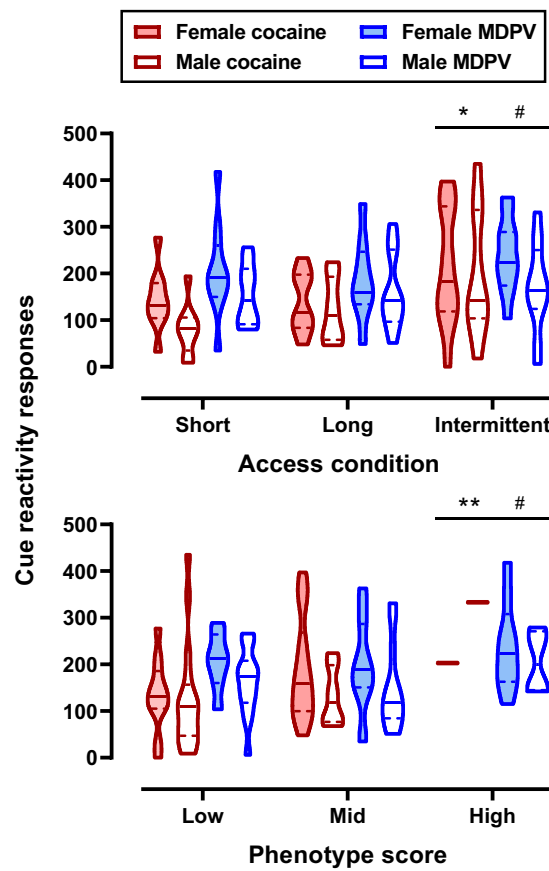 Female cocaine
Female MDPV
Male cocaine
Male MDPV
Cue reactivity responses
* #
500
400
300
200
100
0
Short Long Intermittent
Access condition
** #
500
400
300
200
100
0
Low Mid High
Phenotype score